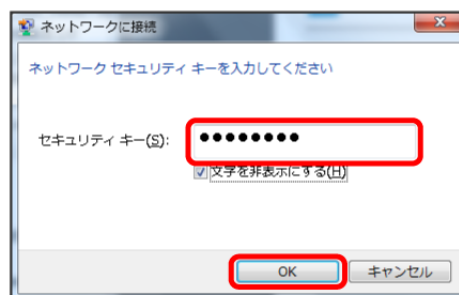 ネットワークに接続
ネットワーク セキュリティ キーを入力してください
セキュリティ キー(S): ●●●●●●●●
文字を非表示にする(H)
OK キャンセル